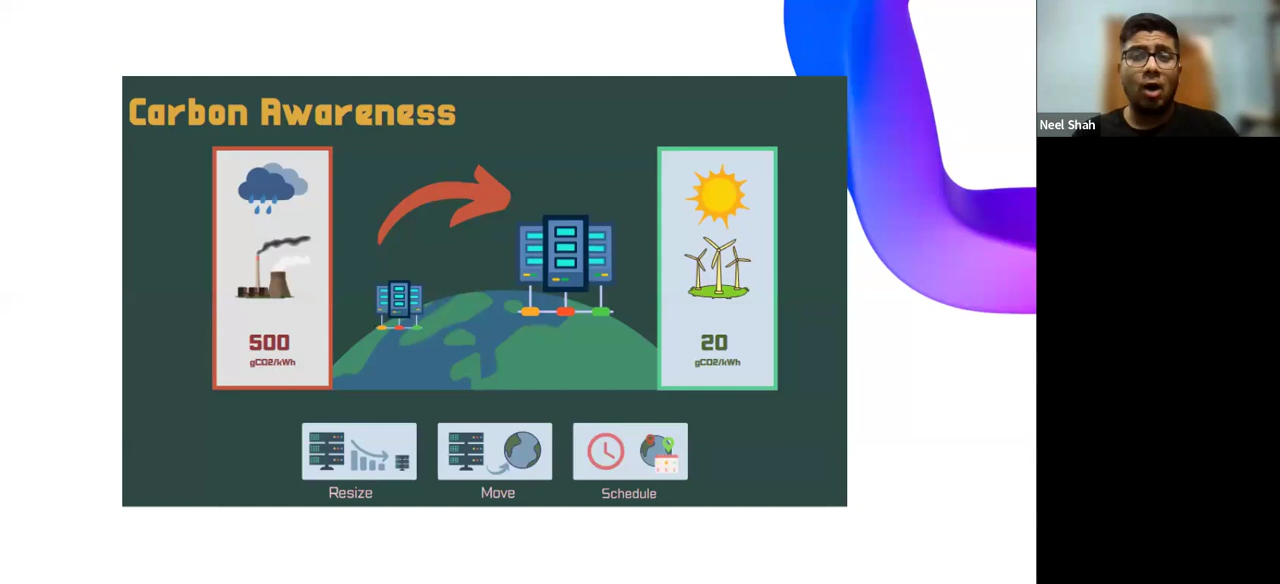 Carbon Awareness
500
gCO2/kWh
20
gCO2/kWh
Resize
Move
Schedule
Neel Shah